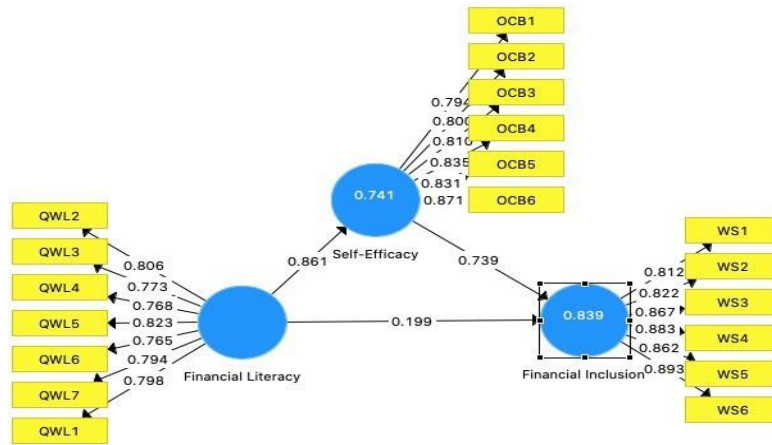 OCB1
OCB2
OCB3
OCB4
OCB5
OCB6
0.794
0.800
0.810
0.835
0.831
0.871
0.741
Self-Efficacy
QWL2
QWL3
QWL4
QWL5
QWL6
QWL7
QWL1
0.806
0.773
0.768
0.823
0.765
0.794
0.798
0.861
0.739
0.199
Financial Literacy
0.839
Financial Inclusion
0.812
0.822
0.867
0.883
0.862
0.893
WS1
WS2
WS3
WS4
WS5
WS6